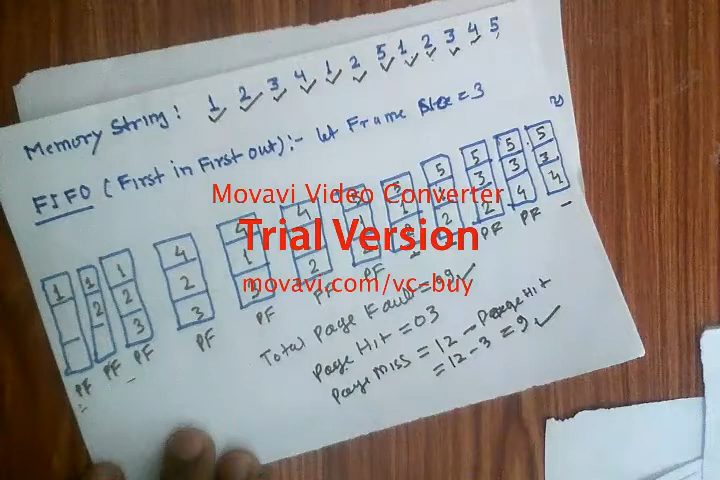 Memory String: 1 2 3 4 1 2 5 1 2 3 4 5
FIFO (First in First out):- let Frame Size = 3
Movavi Video Converter
Trial Version
movavi.com/vc-buy
1
1 2
1 2 3
4 2 3
4 1 3
4 1 2
5 1 2
5 1 2
5 1 2
5 3 2
5 3 4
5 3 4
PF PF PF PF PF PF PF PF PF
Total Page Fault = 09
Page Hit = 03
Page Miss = 12 - Page Hit
= 12 - 3 = 9